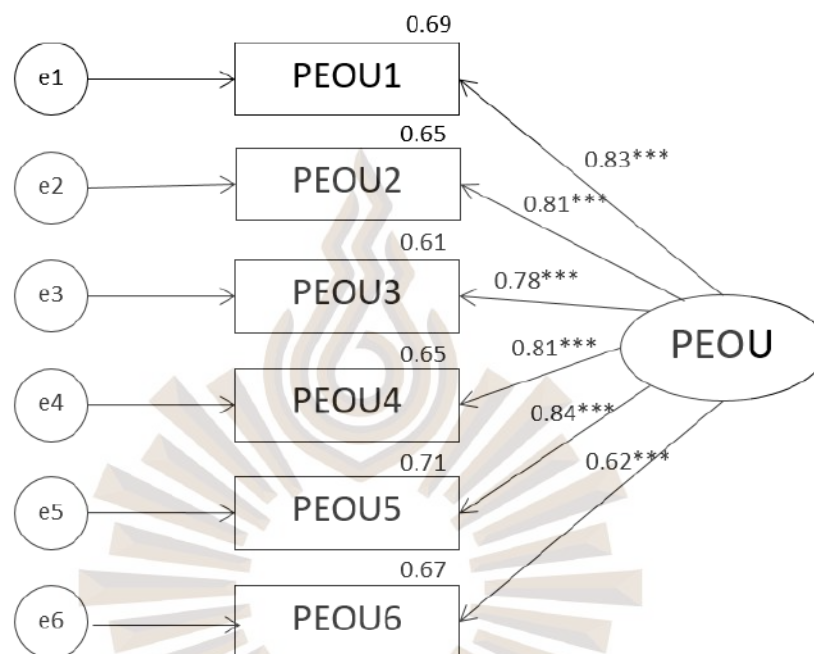 0.69
e1
PEOU1
0.83***
0.65
e2
PEOU2
0.81***
0.61
e3
PEOU3
0.78***
PEOU
0.65
e4
PEOU4
0.81***
0.71
e5
PEOU5
0.84***
0.67
e6
PEOU6
0.62***